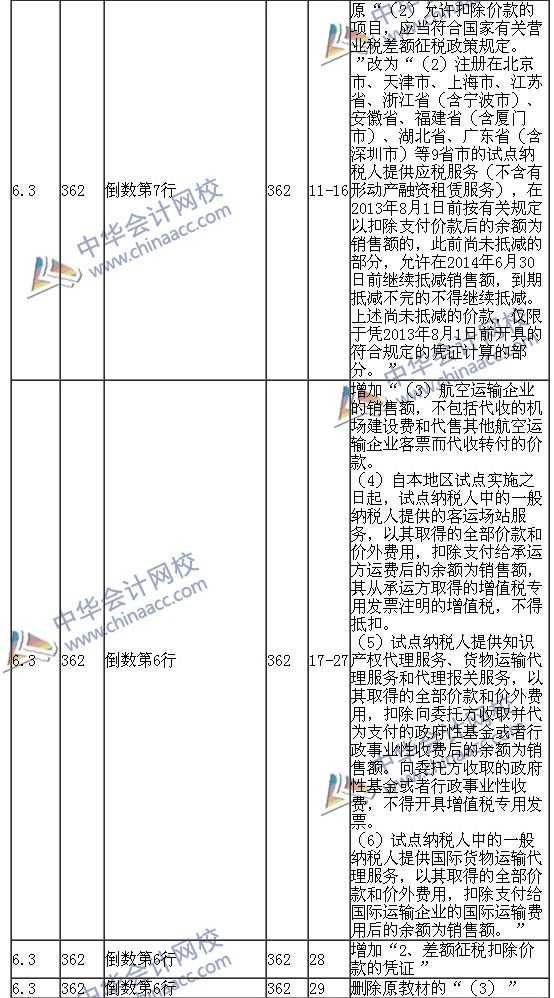 原“（2）允许扣除价款的
项目，应当符合国家有关营
业税差额征税政策规定。
”改为“（2）注册在北京
市、天津市、上海市、江苏
省、浙江省（含宁波市）、
安徽省、福建省（含厦门
市）、湖北省、广东省（含
深圳市）等9省市的试点纳
税人提供应税服务（不含有
6.3 362 倒数第7行 362 11-16 形动产融资租赁服务），在
2013年8月1日前按有关规定
以扣除支付价款后的余额为
销售额的，此前尚未抵减的
部分，允许在2014年6月30
日前继续抵减销售额，到期
抵减不完的不得继续抵减。
上述尚未抵减的价款，仅限
于凭2013年8月1日前开具的
符合规定的凭证计算的部
分。”
增加“（3）航空运输企业
的销售额，不包括代收的机
场建设费和代售其他航空运
输企业客票而代收转付的价
款。
（4）自本地区试点实施之
日起，试点纳税人中的一般
纳税人提供的客运场站服
务，以其取得的全部价款和
价外费用，扣除支付给承运
方运费后的余额为销售额，
其从承运方取得的增值税专
用发票注明的增值税，不得
抵扣。
（5）试点纳税人提供知识
6.3 362 倒数第6行 362 17-27 产权代理服务、货物运输代
理服务和代理报关服务，以
其取得的全部价款和价外费
用，扣除向委托方收取并代
为支付的政府性基金或者行
政事业性收费后的余额为销
售额。向委托方收取的政府
性基金或者行政事业性收
费，不得开具增值税专用发
票。
（6）试点纳税人中的一般
纳税人提供国际货物运输代
理服务，以其取得的全部价
款和价外费用，扣除支付给
国际运输企业的国际运输费
用后的余额为销售额。”
6.3 362 倒数第6行 362 28 增加“2、差额征税扣除价
款的凭证”
6.3 362 倒数第6行 362 29 删除原教材的“（3）”
中华会计网校
www.chinaacc.com
中华会计网校
www.chinaacc.com